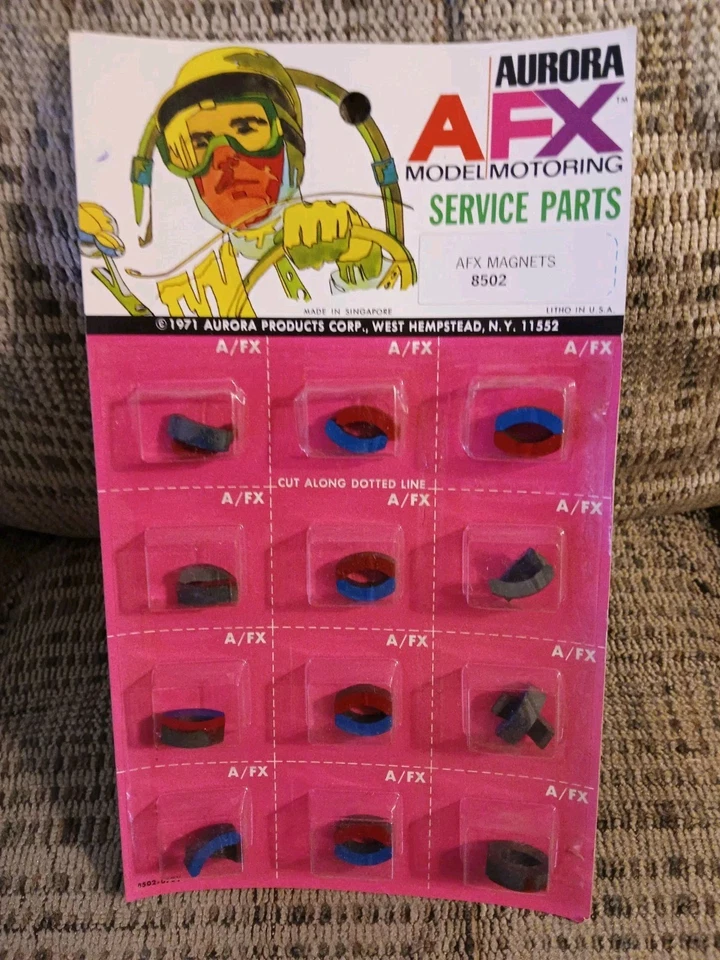 AURORA
AFX™
MODEL MOTORING
SERVICE PARTS
AFX MAGNETS
8502
MADE IN SINGAPORE
LITHO IN U.S.A.
©1971 AURORA PRODUCTS CORP., WEST HEMPSTEAD, N.Y. 11552
A/FX A/FX A/FX
CUT ALONG DOTTED LINE
A/FX A/FX A/FX
A/FX A/FX A/FX
A/FX A/FX A/FX